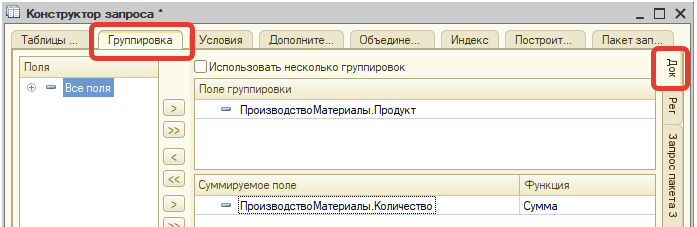 Конструктор запроса *
Таблицы ... Группировка Условия Дополните... Объедине... Индекс Построит... Пакет зап...
Поля
Все поля
Использовать несколько группировок
Поле группировки
ПроизводствоМатериалы.Продукт
>
>>
<
<<
>
>>
Суммируемое поле Функция
ПроизводствоМатериалы.Количество Сумма
Док
Рег
Запрос пакета 3